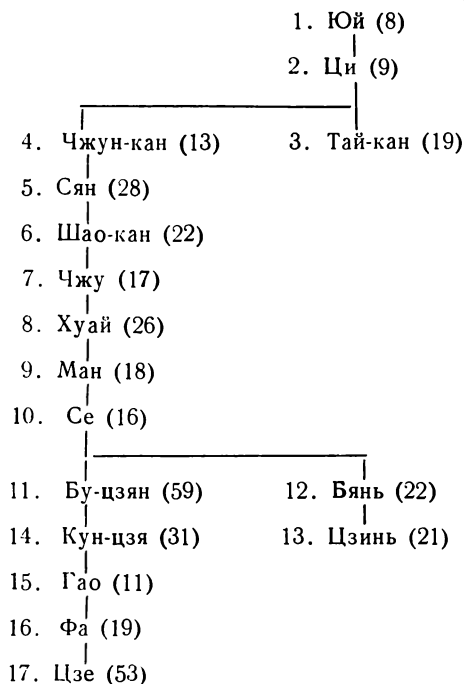 1. Юй (8)
2. Ци (9)
4. Чжун-кан (13) 3. Тай-кан (19)
5. Сян (28)
6. Шао-кан (22)
7. Чжу (17)
8. Хуай (26)
9. Ман (18)
10. Се (16)
11. Бу-цзян (59) 12. Бянь (22)
14. Кун-цзя (31) 13. Цзинь (21)
15. Гао (11)
16. Фа (19)
17. Цзе (53)